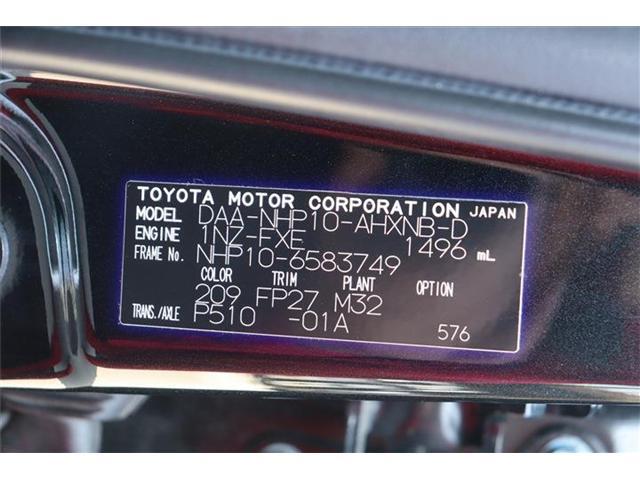 TOYOTA MOTOR CORPORATION JAPAN
MODEL DAA-NHP10-AHXNB-D
ENGINE 1NZ-FXE 1496 mL
FRAME No. NHP10-6583749
COLOR TRIM PLANT OPTION
209 FP27 M32
TRANS./AXLE P510 -01A 576